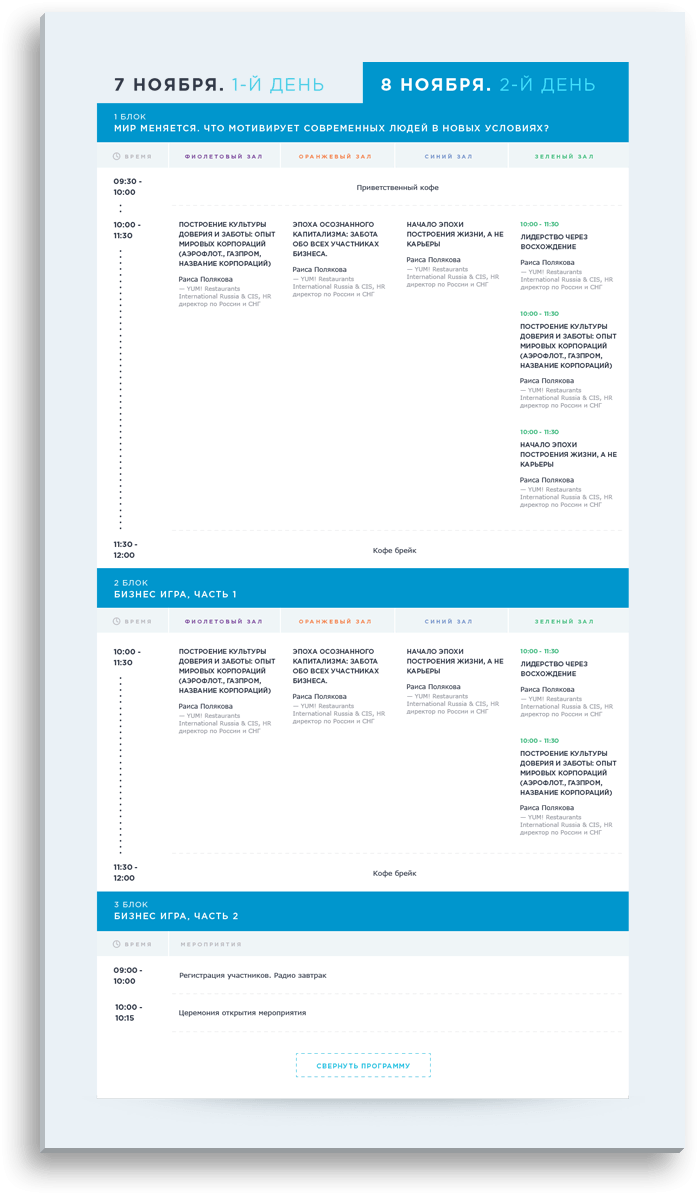 7 НОЯБРЯ. 1-Й ДЕНЬ
8 НОЯБРЯ. 2-Й ДЕНЬ
1 БЛОК
МИР МЕНЯЕТСЯ. ЧТО МОТИВИРУЕТ СОВРЕМЕННЫХ ЛЮДЕЙ В НОВЫХ УСЛОВИЯХ?
ВРЕМЯ
ФИОЛЕТОВЫЙ ЗАЛ
ОРАНЖЕВЫЙ ЗАЛ
СИНИЙ ЗАЛ
ЗЕЛЕНЫЙ ЗАЛ
09:30 -
10:00
Приветственный кофе
10:00 -
11:30
ПОСТРОЕНИЕ КУЛЬТУРЫ
ДОВЕРИЯ И ЗАБОТЫ: ОПЫТ
МИРОВЫХ КОРПОРАЦИЙ
(АЭРОФЛОТ., ГАЗПРОМ,
НАЗВАНИЕ КОРПОРАЦИЙ)
Раиса Полякова
— YUM! Restaurants
International Russia & CIS, HR
директор по России и СНГ
ЭПОХА ОСОЗНАННОГО
КАПИТАЛИЗМА: ЗАБОТА
ОБО ВСЕХ УЧАСТНИКАХ
БИЗНЕСА.
Раиса Полякова
— YUM! Restaurants
International Russia & CIS, HR
директор по России и СНГ
НАЧАЛО ЭПОХИ
ПОСТРОЕНИЯ ЖИЗНИ, А НЕ
КАРЬЕРЫ
Раиса Полякова
— YUM! Restaurants
International Russia & CIS, HR
директор по России и СНГ
10:00 - 11:30
ЛИДЕРСТВО ЧЕРЕЗ
ВОСХОЖДЕНИЕ
Раиса Полякова
— YUM! Restaurants
International Russia & CIS, HR
директор по России и СНГ
10:00 - 11:30
ПОСТРОЕНИЕ КУЛЬТУРЫ
ДОВЕРИЯ И ЗАБОТЫ: ОПЫТ
МИРОВЫХ КОРПОРАЦИЙ
(АЭРОФЛОТ., ГАЗПРОМ,
НАЗВАНИЕ КОРПОРАЦИЙ)
Раиса Полякова
— YUM! Restaurants
International Russia & CIS, HR
директор по России и СНГ
10:00 - 11:30
НАЧАЛО ЭПОХИ
ПОСТРОЕНИЯ ЖИЗНИ, А НЕ
КАРЬЕРЫ
Раиса Полякова
— YUM! Restaurants
International Russia & CIS, HR
директор по России и СНГ
11:30 -
12:00
Кофе брейк
2 БЛОК
БИЗНЕС ИГРА, ЧАСТЬ 1
ВРЕМЯ
ФИОЛЕТОВЫЙ ЗАЛ
ОРАНЖЕВЫЙ ЗАЛ
СИНИЙ ЗАЛ
ЗЕЛЕНЫЙ ЗАЛ
10:00 -
11:30
ПОСТРОЕНИЕ КУЛЬТУРЫ
ДОВЕРИЯ И ЗАБОТЫ: ОПЫТ
МИРОВЫХ КОРПОРАЦИЙ
(АЭРОФЛОТ., ГАЗПРОМ,
НАЗВАНИЕ КОРПОРАЦИЙ)
Раиса Полякова
— YUM! Restaurants
International Russia & CIS, HR
директор по России и СНГ
ЭПОХА ОСОЗНАННОГО
КАПИТАЛИЗМА: ЗАБОТА
ОБО ВСЕХ УЧАСТНИКАХ
БИЗНЕСА.
Раиса Полякова
— YUM! Restaurants
International Russia & CIS, HR
директор по России и СНГ
НАЧАЛО ЭПОХИ
ПОСТРОЕНИЯ ЖИЗНИ, А НЕ
КАРЬЕРЫ
Раиса Полякова
— YUM! Restaurants
International Russia & CIS, HR
директор по России и СНГ
10:00 - 11:30
ЛИДЕРСТВО ЧЕРЕЗ
ВОСХОЖДЕНИЕ
Раиса Полякова
— YUM! Restaurants
International Russia & CIS, HR
директор по России и СНГ
10:00 - 11:30
ПОСТРОЕНИЕ КУЛЬТУРЫ
ДОВЕРИЯ И ЗАБОТЫ: ОПЫТ
МИРОВЫХ КОРПОРАЦИЙ
(АЭРОФЛОТ., ГАЗПРОМ,
НАЗВАНИЕ КОРПОРАЦИЙ)
Раиса Полякова
— YUM! Restaurants
International Russia & CIS, HR
директор по России и СНГ
11:30 -
12:00
Кофе брейк
3 БЛОК
БИЗНЕС ИГРА, ЧАСТЬ 2
ВРЕМЯ
МЕРОПРИЯТИЯ
09:00 -
10:00
Регистрация участников. Радио завтрак
10:00 -
10:15
Церемония открытия мероприятия
СВЕРНУТЬ ПРОГРАММУ